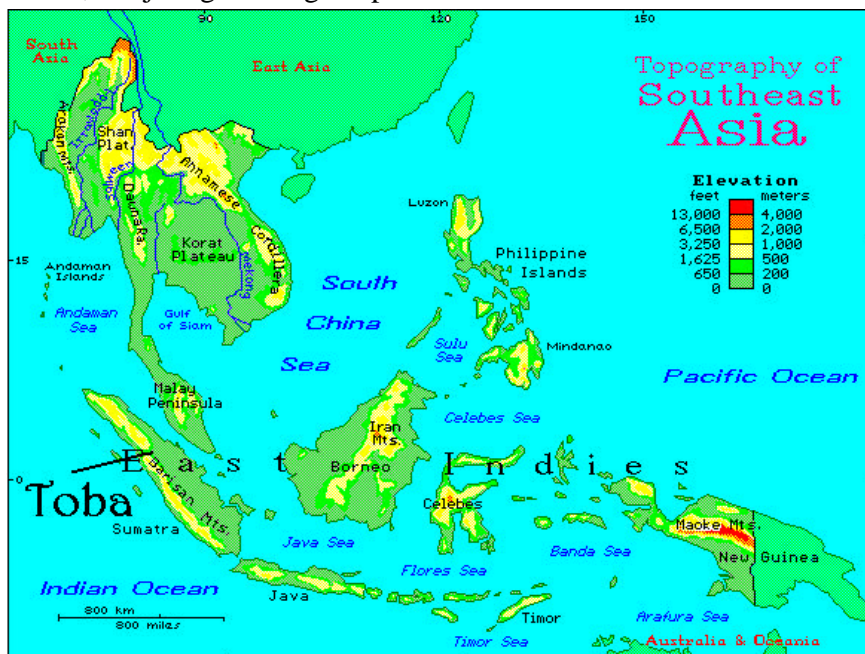 90
120
150
South
Asia
East Asia
Topography of
Southeast
Asia
Elevation
feet meters
13,000 4,000
6,500 2,000
3,250 1,000
1,625 500
650 200
0 0
Arakan Mts.
Irrawaddy
Shan
Plat.
Salween
Dawna Ra.
Annamese
Cordillera
Korat
Plateau
Mekong
15
Andaman
Islands
Andaman
Sea
Gulf
of Siam
South
China
Sea
Luzon
Philippine
Islands
Sulu
Sea
Mindanao
Pacific Ocean
Malay
Peninsula
Celebes Sea
Iran
Mts.
East Indies
0
Borneo
Toba
Barisan Mts.
Sumatra
Celebes
Maoke Mts.
New Guinea
Java Sea
Banda Sea
Flores Sea
Indian Ocean
Java
800 km
800 miles
Timor
Timor Sea
Arafura Sea
Australia & Oceania